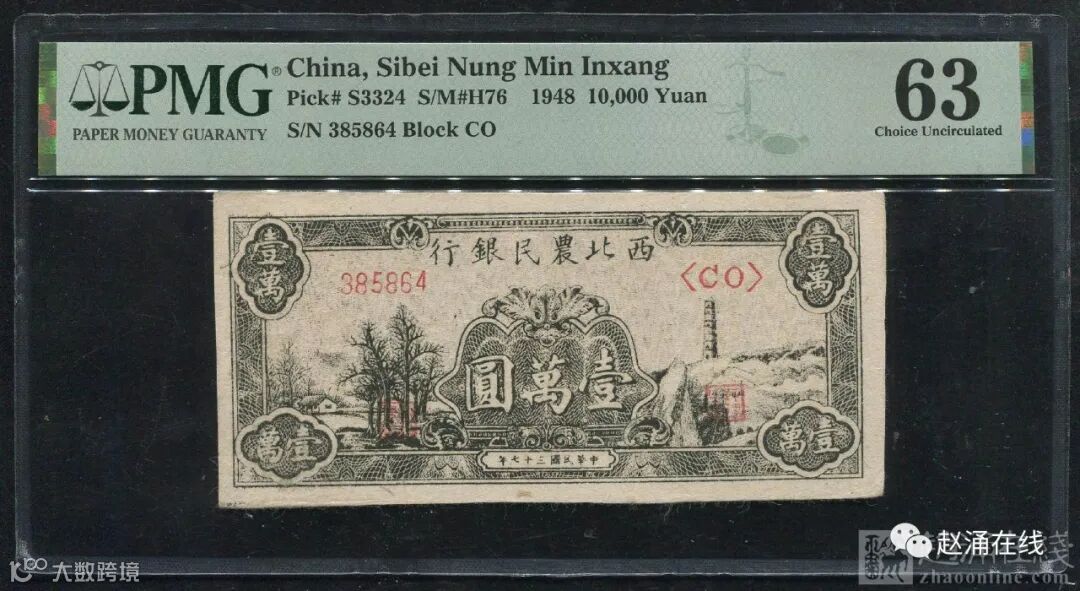 PMG®
PAPER MONEY GUARANTY
China, Sibei Nung Min Inxang
Pick# S3324 S/M#H76 1948 10,000 Yuan
S/N 385864 Block CO
63
Choice Uncirculated
行銀民農北西
壹萬
壹萬
385864
〈CO〉
圓萬壹
萬壹
萬壹
年七十三國民華中
大数跨境
赵涌在线
zhaoonline.com